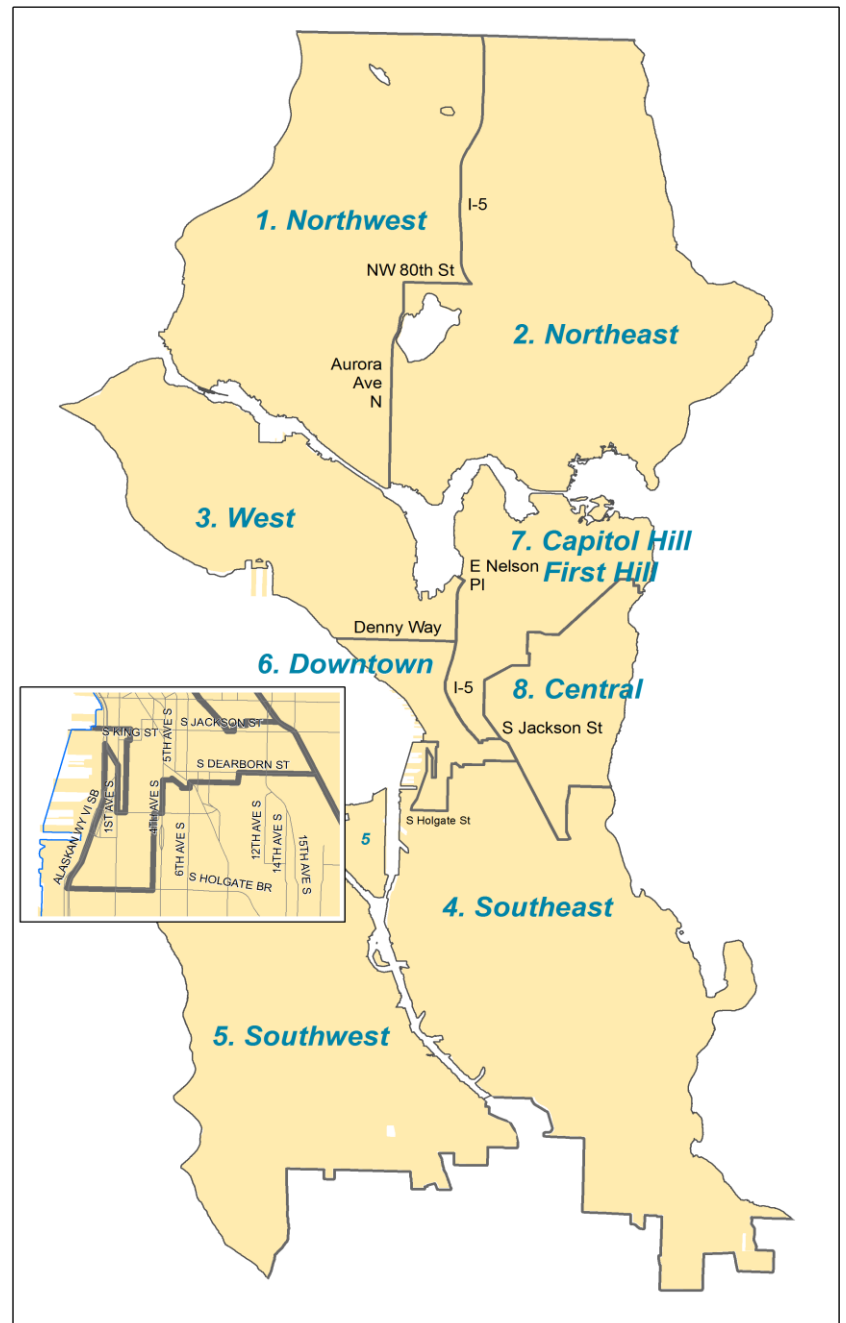 I-5
1. Northwest
NW 80th St
2. Northeast
Aurora
Ave
N
3. West
7. Capitol Hill
First Hill
E Nelson
Pl
Denny Way
6. Downtown
I-5
8. Central
S Jackson St
S KING ST
5TH AVE S
S JACKSON ST
S DEARBORN ST
ALASKAN WY VI SB
1ST AVE S
4TH AVE S
6TH AVE S
12TH AVE S
14TH AVE S
15TH AVE S
S HOLGATE BR
S Holgate St
5
4. Southeast
5. Southwest